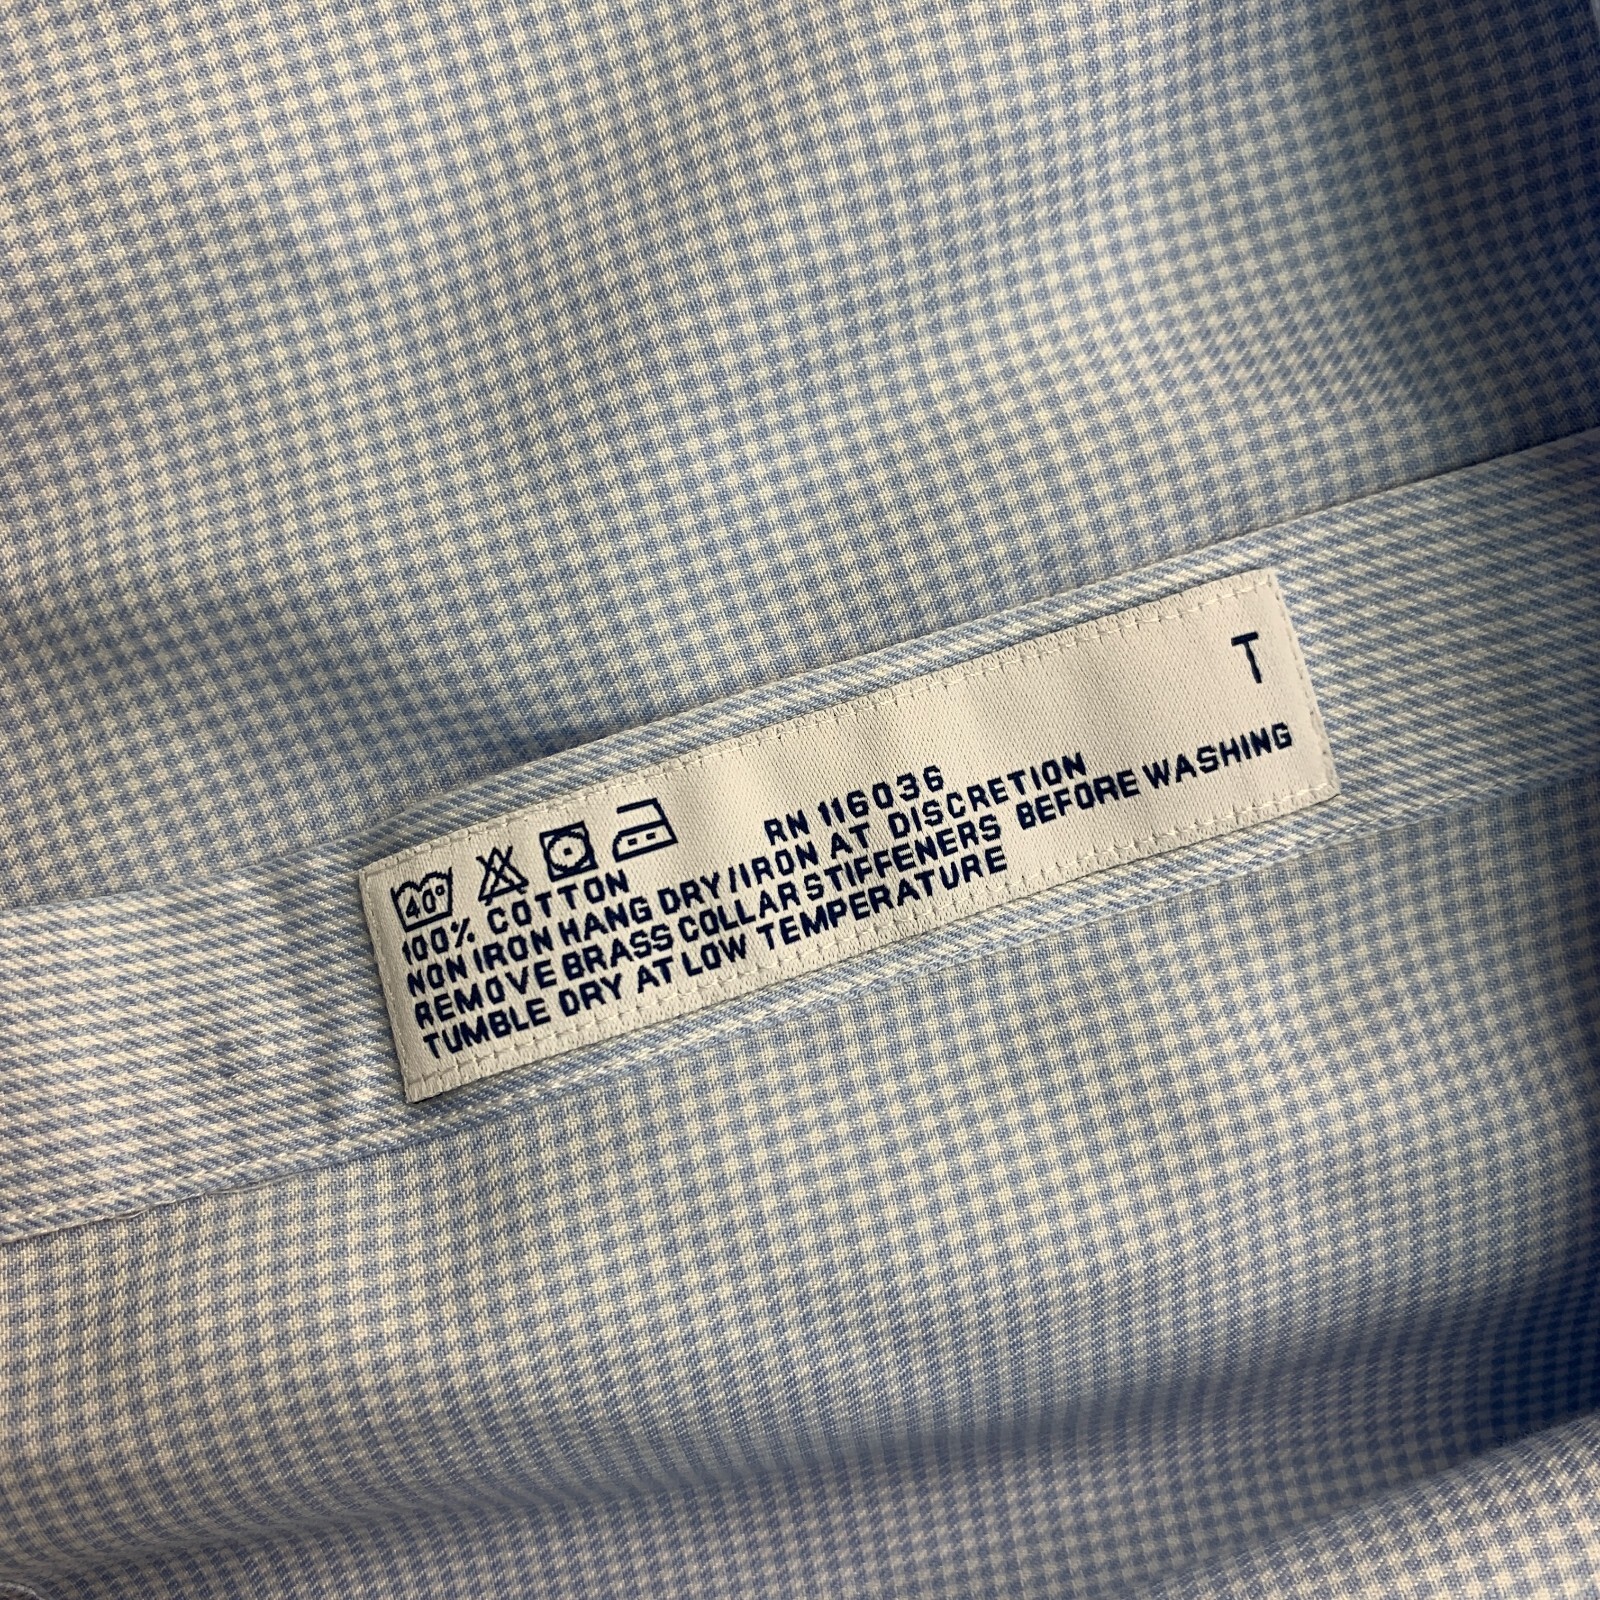 T
40°
RN 116036
100% COTTON
NON IRON HANG DRY/IRON AT DISCRETION
REMOVE BRASS COLLAR STIFFENERS BEFORE WASHING
TUMBLE DRY AT LOW TEMPERATURE